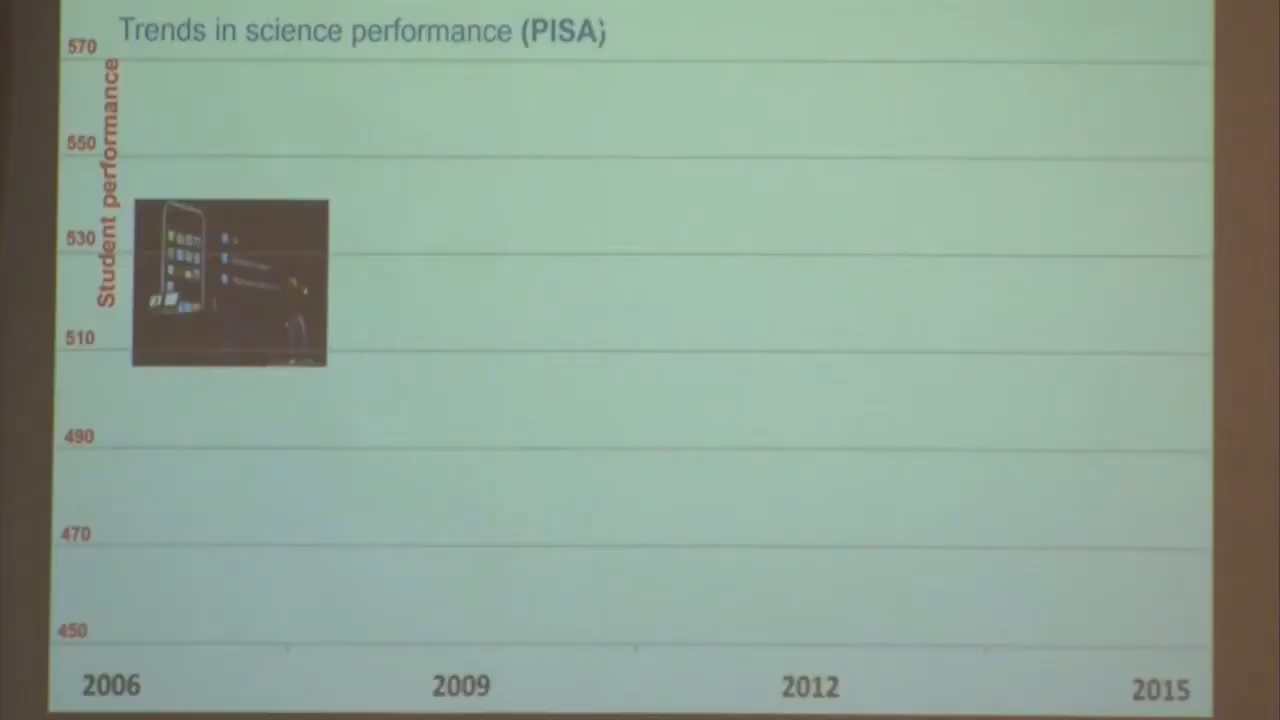 Trends in science performance (PISA)
570
Student performance
550
530
510
490
470
450
2006 2009 2012 2015